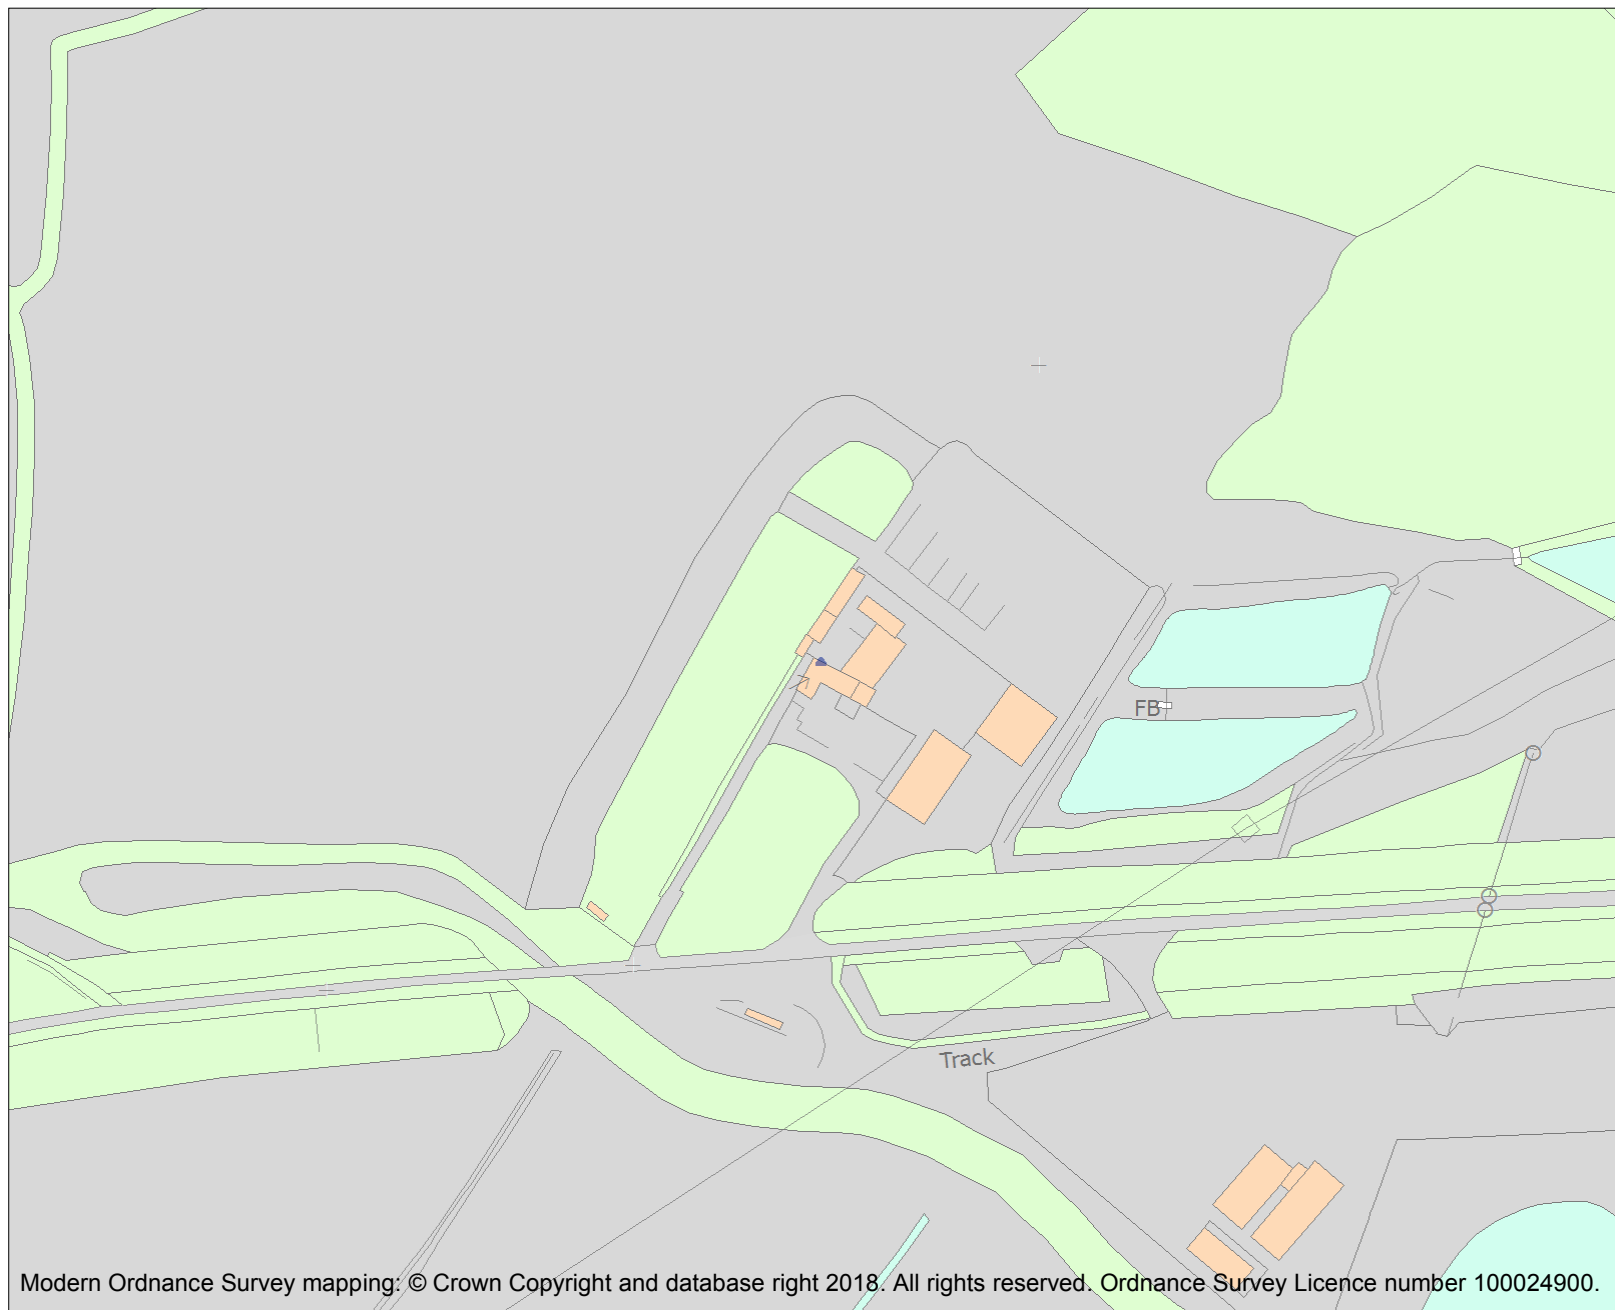 FB
Track
Modern Ordnance Survey mapping: © Crown Copyright and database right 2018. All rights reserved. Ordnance Survey Licence number 100024900.